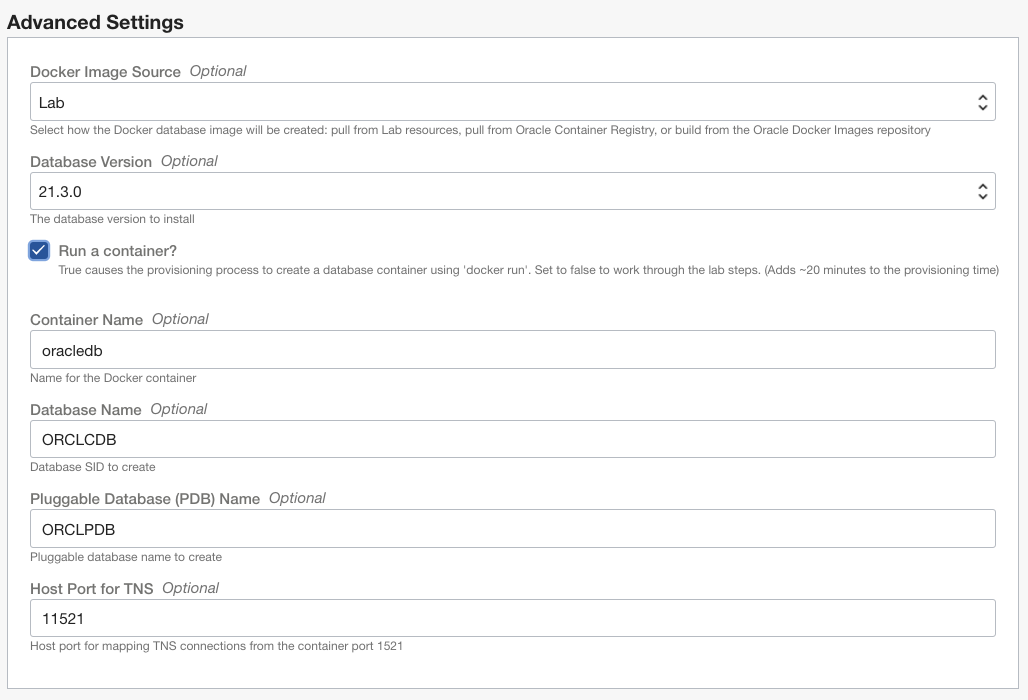 Advanced Settings
Docker Image Source Optional
Lab
Select how the Docker database image will be created: pull from Lab resources, pull from Oracle Container Registry, or build from the Oracle Docker Images repository
Database Version Optional
21.3.0
The database version to install
Run a container?
True causes the provisioning process to create a database container using 'docker run'. Set to false to work through the lab steps. (Adds ~20 minutes to the provisioning time)
Container Name Optional
oracledb
Name for the Docker container
Database Name Optional
ORCLCDB
Database SID to create
Pluggable Database (PDB) Name Optional
ORCLPDB
Pluggable database name to create
Host Port for TNS Optional
11521
Host port for mapping TNS connections from the container port 1521